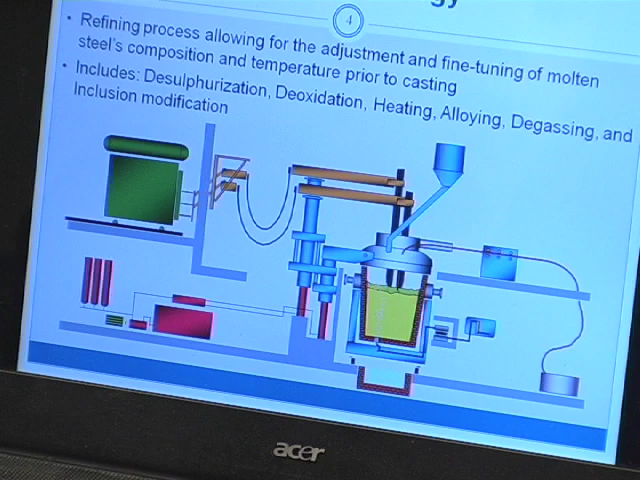 4
• Refining process allowing for the adjustment and fine-tuning of molten
steel's composition and temperature prior to casting
• Includes: Desulphurization, Deoxidation, Heating, Alloying, Degassing, and
Inclusion modification
acer